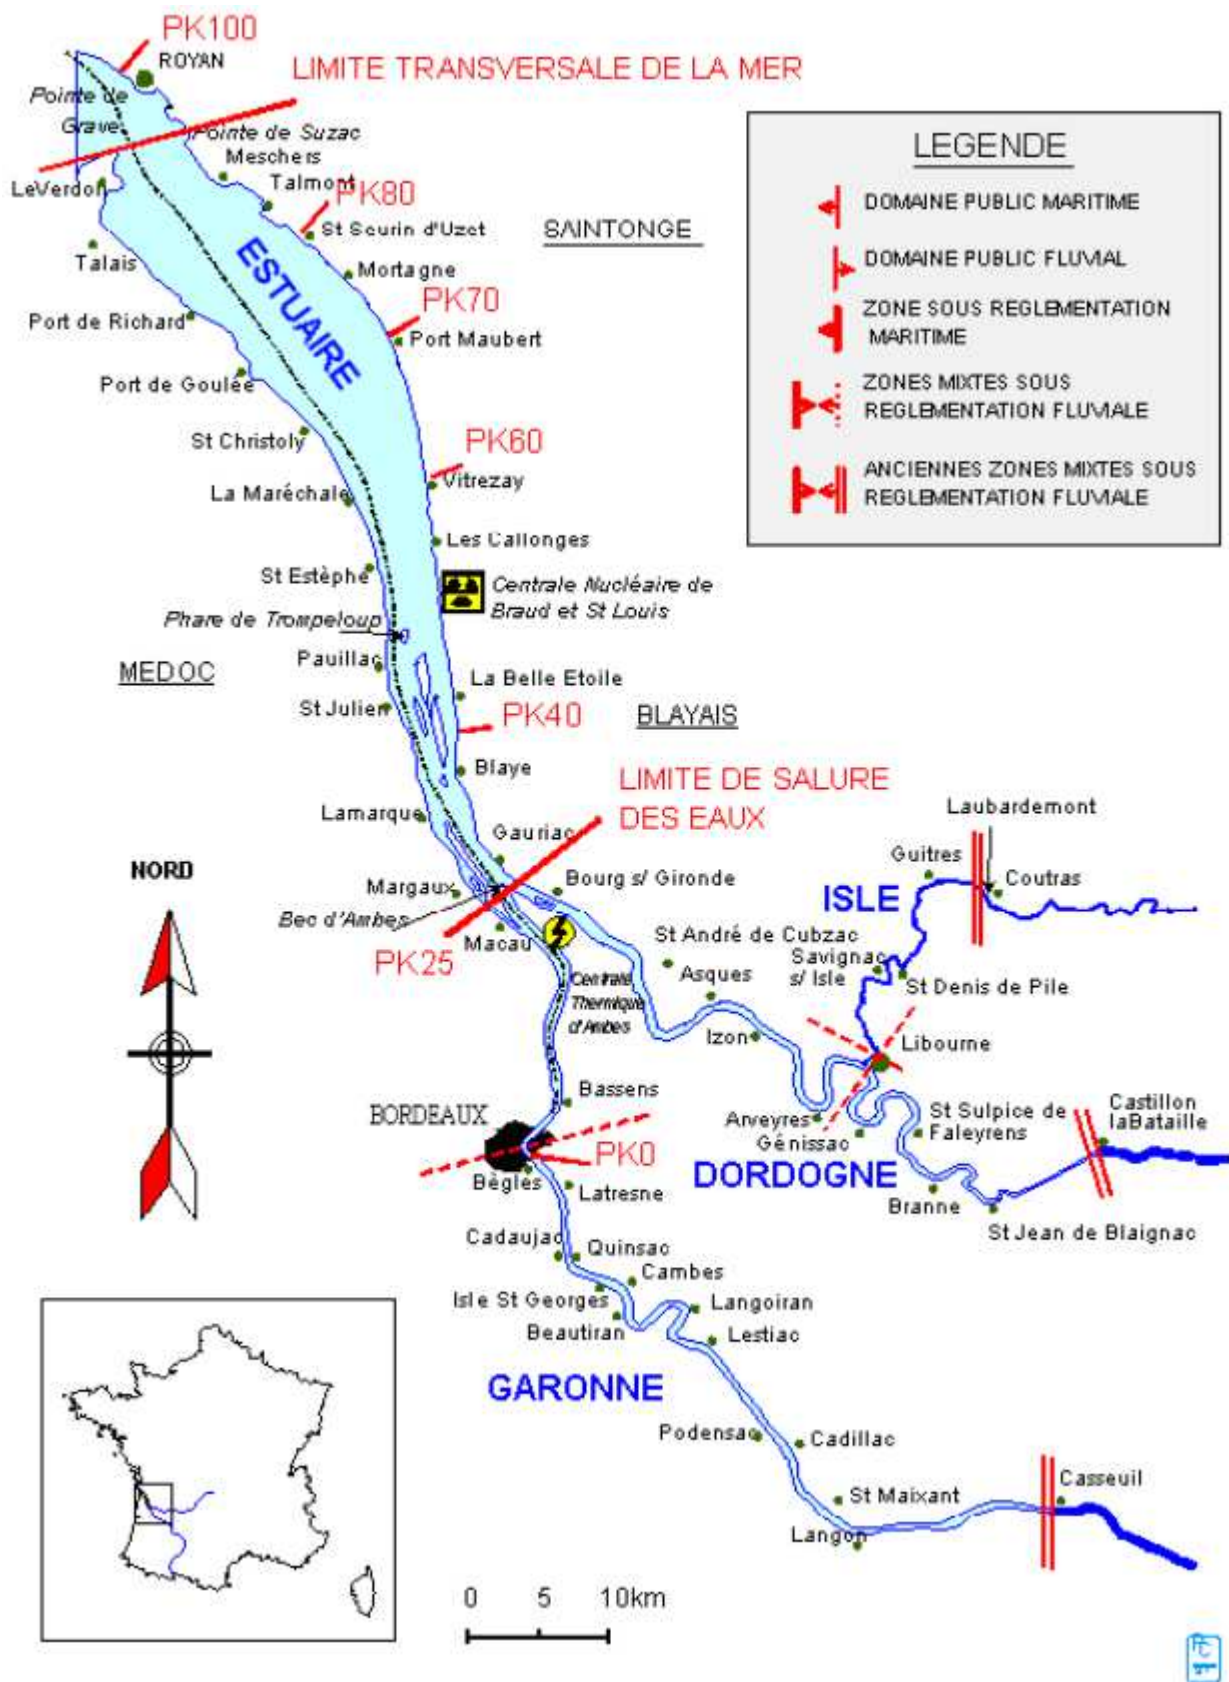 PK100
ROYAN
LIMITE TRANSVERSALE DE LA MER
Pointe de
Grave
Pointe de Suzac
Meschers
LeVerdon
Talmont
PK80
St Seurin d'Uzet
SAINTONGE
Talais
ESTUAIRE
Mortagne
PK70
Port de Richard
Port Maubert
Port de Goulée
St Christoly
PK60
La Maréchale
Vitrezay
Les Callonges
St Estèphe
Centrale Nucléaire de
Braud et St Louis
Phare de Trompeloup
Pauillac
MEDOC
La Belle Etoile
St Julien
PK40
BLAYAIS
Blaye
LIMITE DE SALURE
DES EAUX
Lamarque
Gauriac
Margaux
Bourg s/ Gironde
Bec d'Ambes
Macau
PK25
Centrale
Thermique
d'Ambes
LEGENDE
DOMAINE PUBLIC MARITIME
DOMAINE PUBLIC FLUVIAL
ZONE SOUS REGLEMENTATION
MARITIME
ZONES MIXTES SOUS
REGLEMENTATION FLUVIALE
ANCIENNES ZONES MIXTES SOUS
REGLEMENTATION FLUVIALE
Laubardemont
Guitres
Coutras
ISLE
St André de Cubzac
Savignac
s/ Isle
Asques
St Denis de Pile
Izon
Libourne
NORD
Bassens
BORDEAUX
Arveyres
Génissac
St Sulpice de
Faleyrens
Castillon
la Bataille
PK0
DORDOGNE
Bègles
Latresne
Branne
St Jean de Blaignac
Cadaujac
Quinsac
Cambes
Isle St Georges
Langoiran
Beautiran
Lestiac
GARONNE
Podensac
Cadillac
St Maixant
Casseuil
Langon
0 5 10km